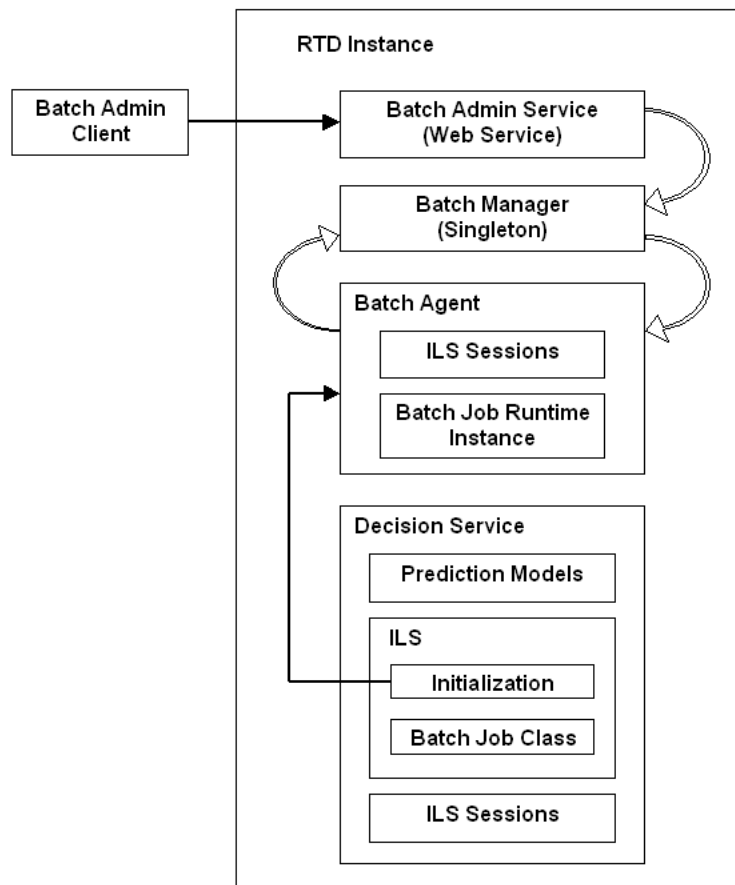 RTD Instance
Batch Admin
Client
Batch Admin Service
(Web Service)
Batch Manager
(Singleton)
Batch Agent
ILS Sessions
Batch Job Runtime
Instance
Decision Service
Prediction Models
ILS
Initialization
Batch Job Class
ILS Sessions